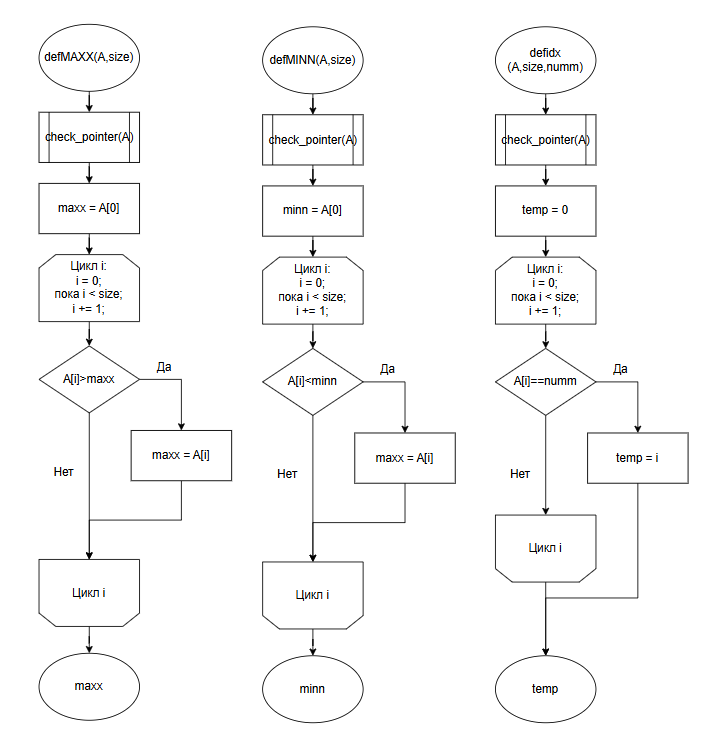 defMAXX(A,size)
check_pointer(A)
maxx = A[0]
Цикл i:
i = 0;
пока i < size;
i += 1;
A[i]>maxx
Да
maxx = A[i]
Нет
Цикл i
maxx
defMINN(A,size)
check_pointer(A)
minn = A[0]
Цикл i:
i = 0;
пока i < size;
i += 1;
A[i]<minn
Да
maxx = A[i]
Нет
Цикл i
minn
defidx
(A,size,numm)
check_pointer(A)
temp = 0
Цикл i:
i = 0;
пока i < size;
i += 1;
A[i]==numm
Да
temp = i
Нет
Цикл i
temp